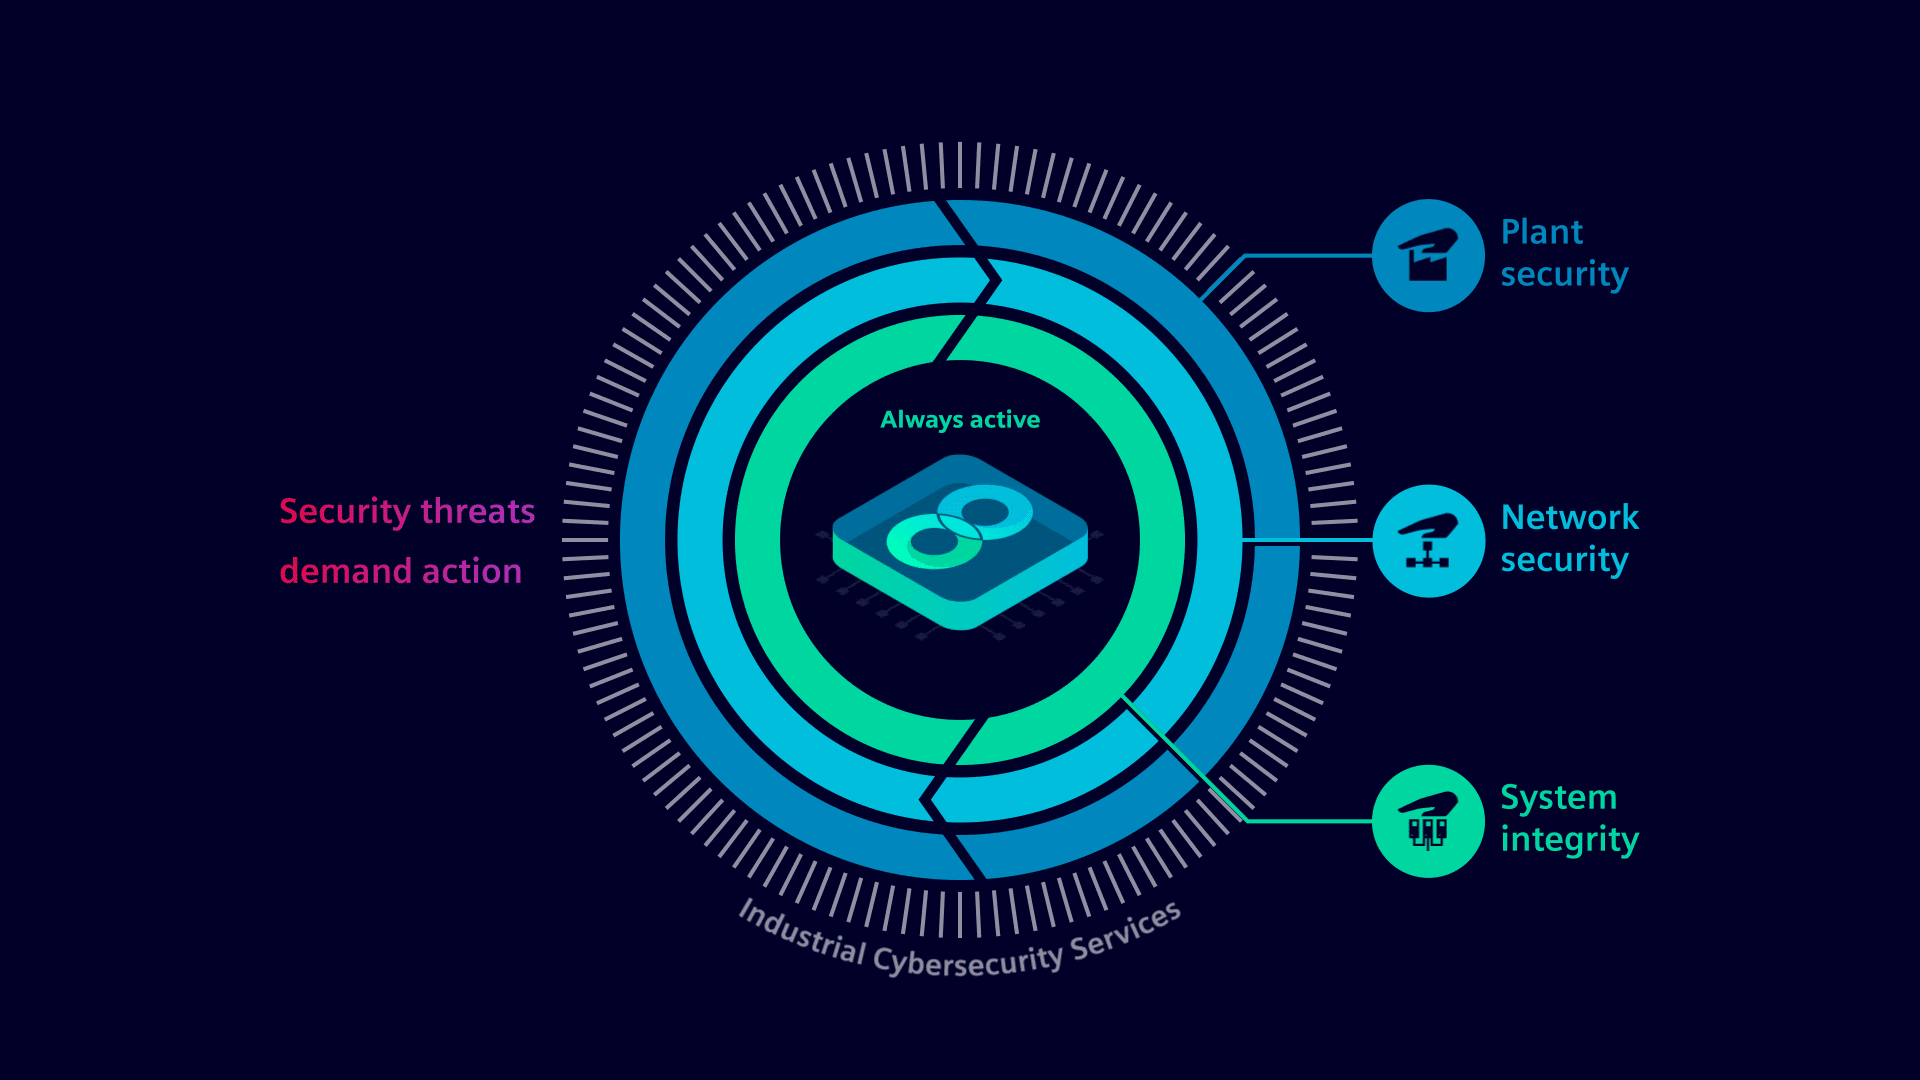 Security threats
demand action
Always active
Plant
security
Network
security
System
integrity
Industrial Cybersecurity Services